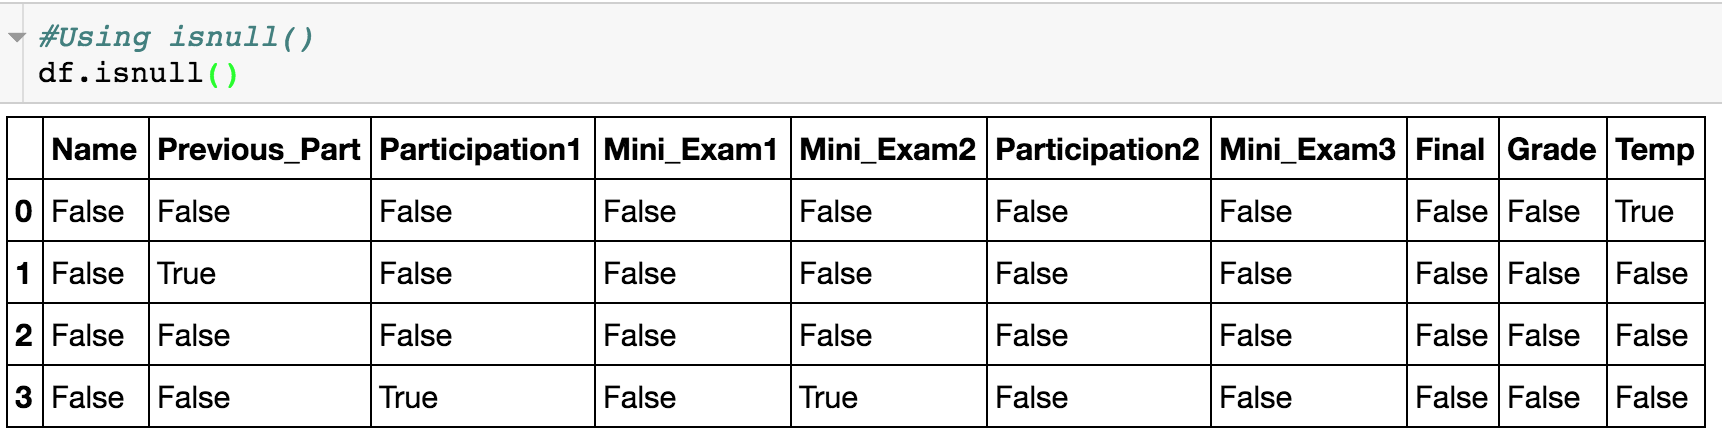 #Using isnull()
df.isnull()
Name Previous_Part Participation1 Mini_Exam1 Mini_Exam2 Participation2 Mini_Exam3 Final Grade Temp
0 False False False False False False False False False True
1 False True False False False False False False False False
2 False False False False False False False False False False
3 False False True False True False False False False False